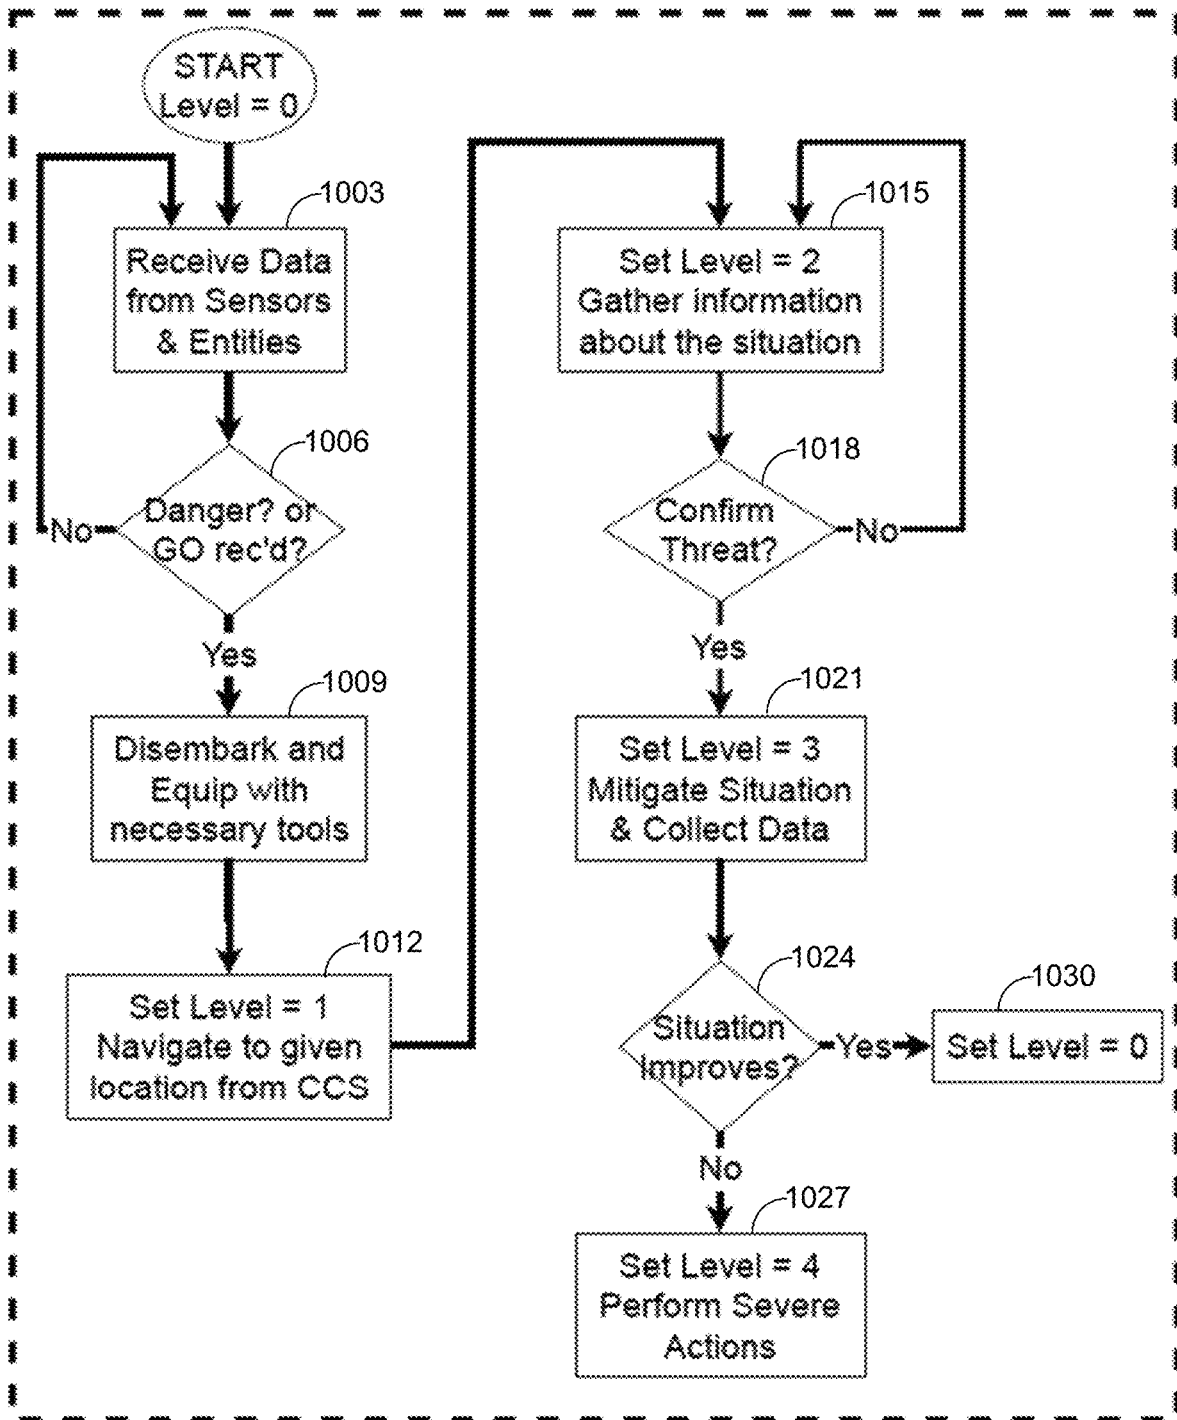 START
Level = 0
1003
Receive Data
from Sensors
& Entities
1006
Danger? or
GO rec'd?
No
Yes
1009
Disembark and
Equip with
necessary tools
1012
Set Level = 1
Navigate to given
location from CCS
1015
Set Level = 2
Gather information
about the situation
1018
Confirm
Threat?
No
Yes
1021
Set Level = 3
Mitigate Situation
& Collect Data
1024
Situation
Improves?
Yes
1030
Set Level = 0
No
1027
Set Level = 4
Perform Severe
Actions